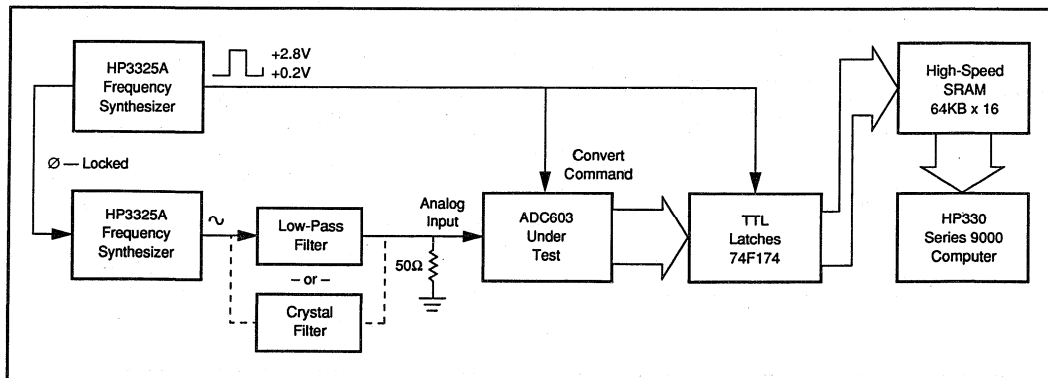 HP3325A
Frequency
Synthesizer
+2.8V
+0.2V
High-Speed
SRAM
64KB x 16
Ø — Locked
Convert
Command
HP3325A
Frequency
Synthesizer
~
Low-Pass
Filter
– or –
Crystal
Filter
Analog
Input
50Ω
ADC603
Under
Test
TTL
Latches
74F174
HP330
Series 9000
Computer